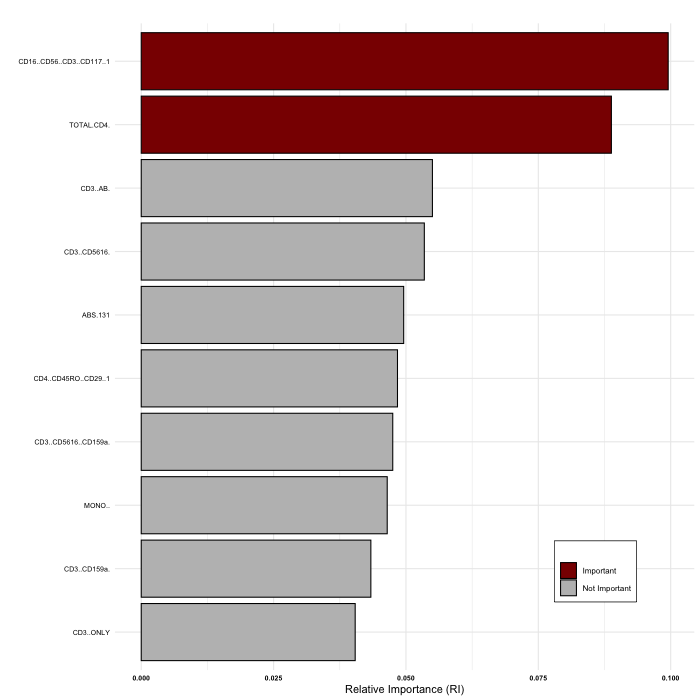 CD16..CD56..CD3..CD117..1
TOTAL.CD4.
CD3..AB.
CD3..CD5616.
ABS.131
CD4..CD45RO..CD29..1
CD3..CD5616..CD159a.
MONO..
CD3..CD159a.
CD3..ONLY
Important
Not Important
0.000 0.025 0.050 0.075 0.100
Relative Importance (RI)